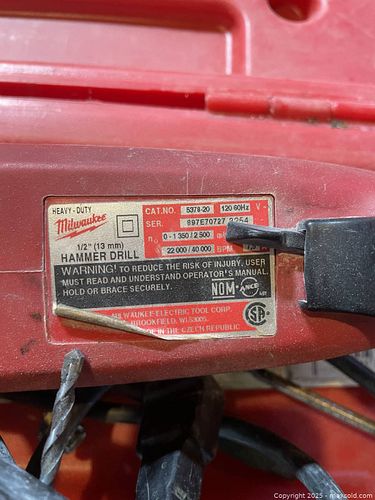 HEAVY-DUTY
Milwaukee
1/2" (13 mm)
HAMMER DRILL
CAT.NO. 5378-20 120 60Hz V~
SER. 897E70727
n₀ 0-1 350/2 500
22 000/40 000 BPM
WARNING! TO REDUCE THE RISK OF INJURY, USER
MUST READ AND UNDERSTAND OPERATOR'S MANUAL.
HOLD OR BRACE SECURELY.
NOM ANCE
MILWAUKEE ELECTRIC TOOL CORP.
BROOKFIELD, WI 53005
IN THE CZECH REPUBLIC
Copyright 2025 - maxsold.com